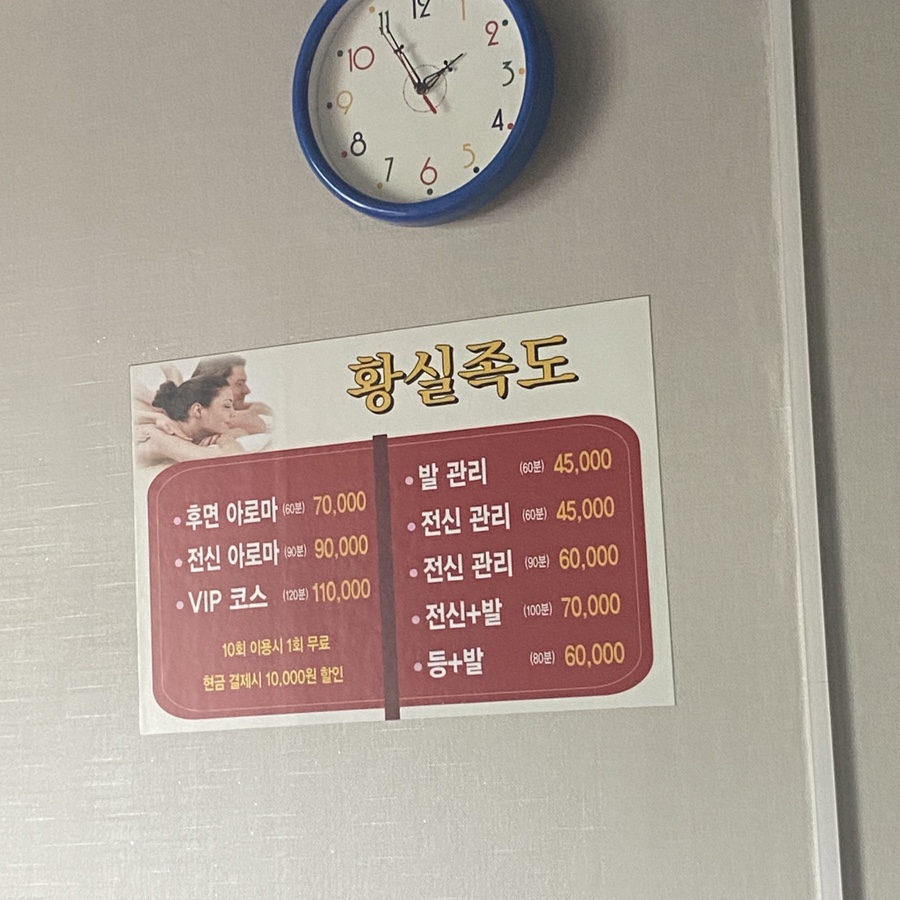 12
1
2
3
4
5
6
7
8
9
10
11
황실족도
후면 아로마 (60분) 70,000
전신 아로마 (90분) 90,000
VIP 코스 (120분) 110,000
10회 이용시 1회 무료
현금 결제시 10,000원 할인
발 관리 (60분) 45,000
전신 관리 (60분) 45,000
전신 관리 (90분) 60,000
전신+발 (100분) 70,000
등+발 (80분) 60,000